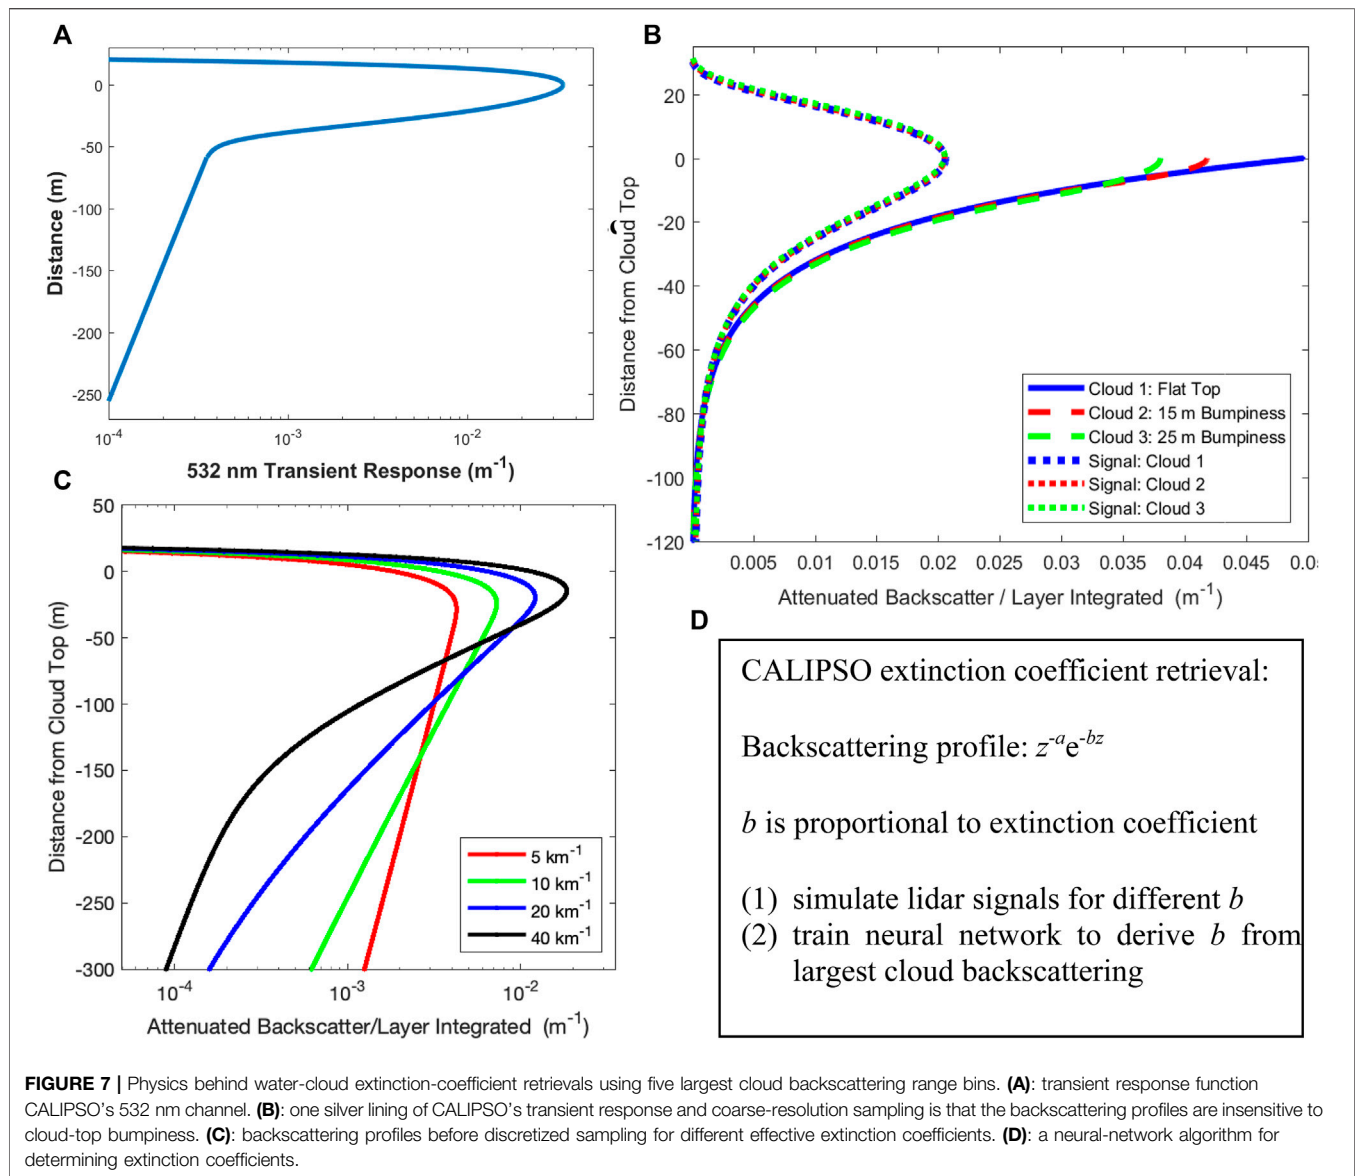 A
0
-50
-100
-150
-200
-250
Distance (m)
10-4
10-3
10-2
532 nm Transient Response (m-1)
B
20
0
-20
-40
-60
-80
-100
-120
Distance from Cloud Top
Cloud 1: Flat Top
Cloud 2: 15 m Bumpiness
Cloud 3: 25 m Bumpiness
Signal: Cloud 1
Signal: Cloud 2
Signal: Cloud 3
0.005 0.01 0.015 0.02 0.025 0.03 0.035 0.04 0.045 0.0
Attenuated Backscatter / Layer Integrated (m-1)
C
50
0
-50
-100
-150
-200
-250
-300
Distance from Cloud Top (m)
5 km-1
10 km-1
20 km-1
40 km-1
10-4
10-3
10-2
Attenuated Backscatter/Layer Integrated (m-1)
D
CALIPSO extinction coefficient retrieval:
Backscattering profile: z-ae-bz
b is proportional to extinction coefficient
(1) simulate lidar signals for different b
(2) train neural network to derive b from
largest cloud backscattering
FIGURE 7 | Physics behind water-cloud extinction-coefficient retrievals using five largest cloud backscattering range bins. (A): transient response function
CALIPSO's 532 nm channel. (B): one silver lining of CALIPSO's transient response and coarse-resolution sampling is that the backscattering profiles are insensitive to
cloud-top bumpiness. (C): backscattering profiles before discretized sampling for different effective extinction coefficients. (D): a neural-network algorithm for
determining extinction coefficients.